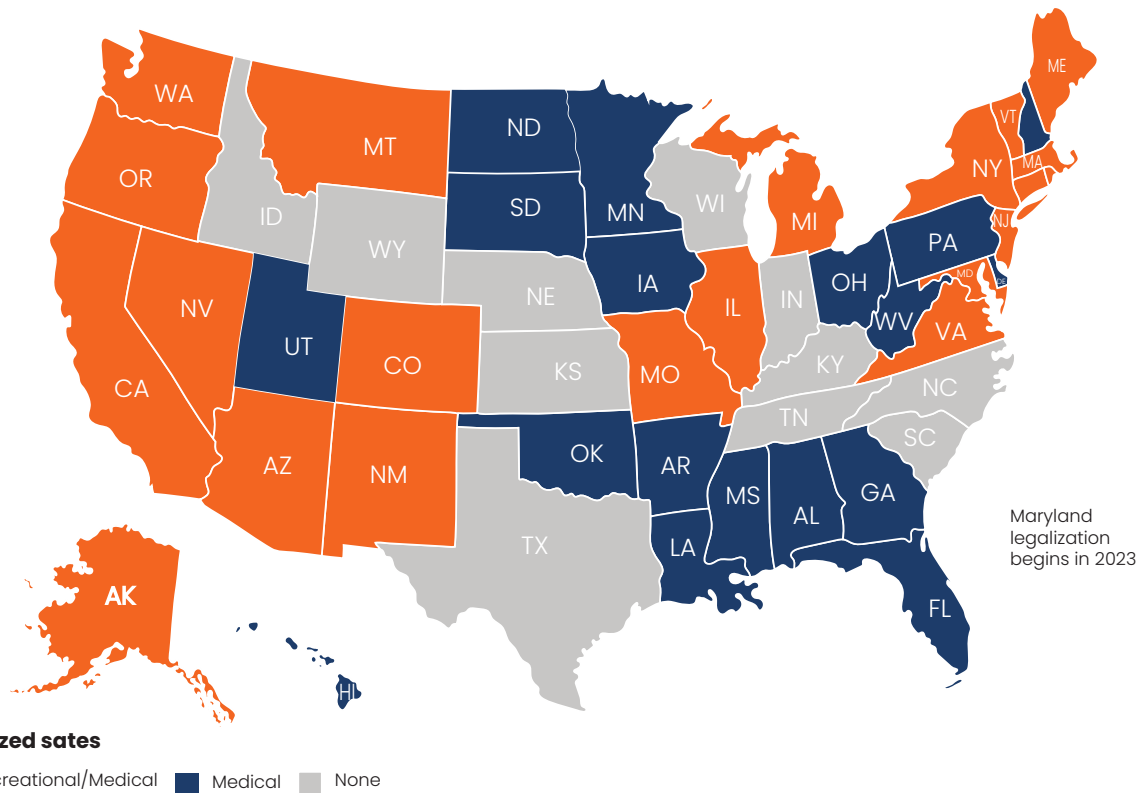 ME
WA
VT
MT
ND
OR
MA
NY
MN
SD
WI
ID
MI
NJ
WY
PA
MD
IA
OH
DE
NE
IN
NV
IL
WV
VA
UT
CO
KS
MO
KY
CA
NC
TN
SC
OK
AZ
AR
NM
MS
GA
AL
TX
LA
Maryland
legalization
begins in 2023
AK
FL
HI
zed sates
creational/Medical Medical None